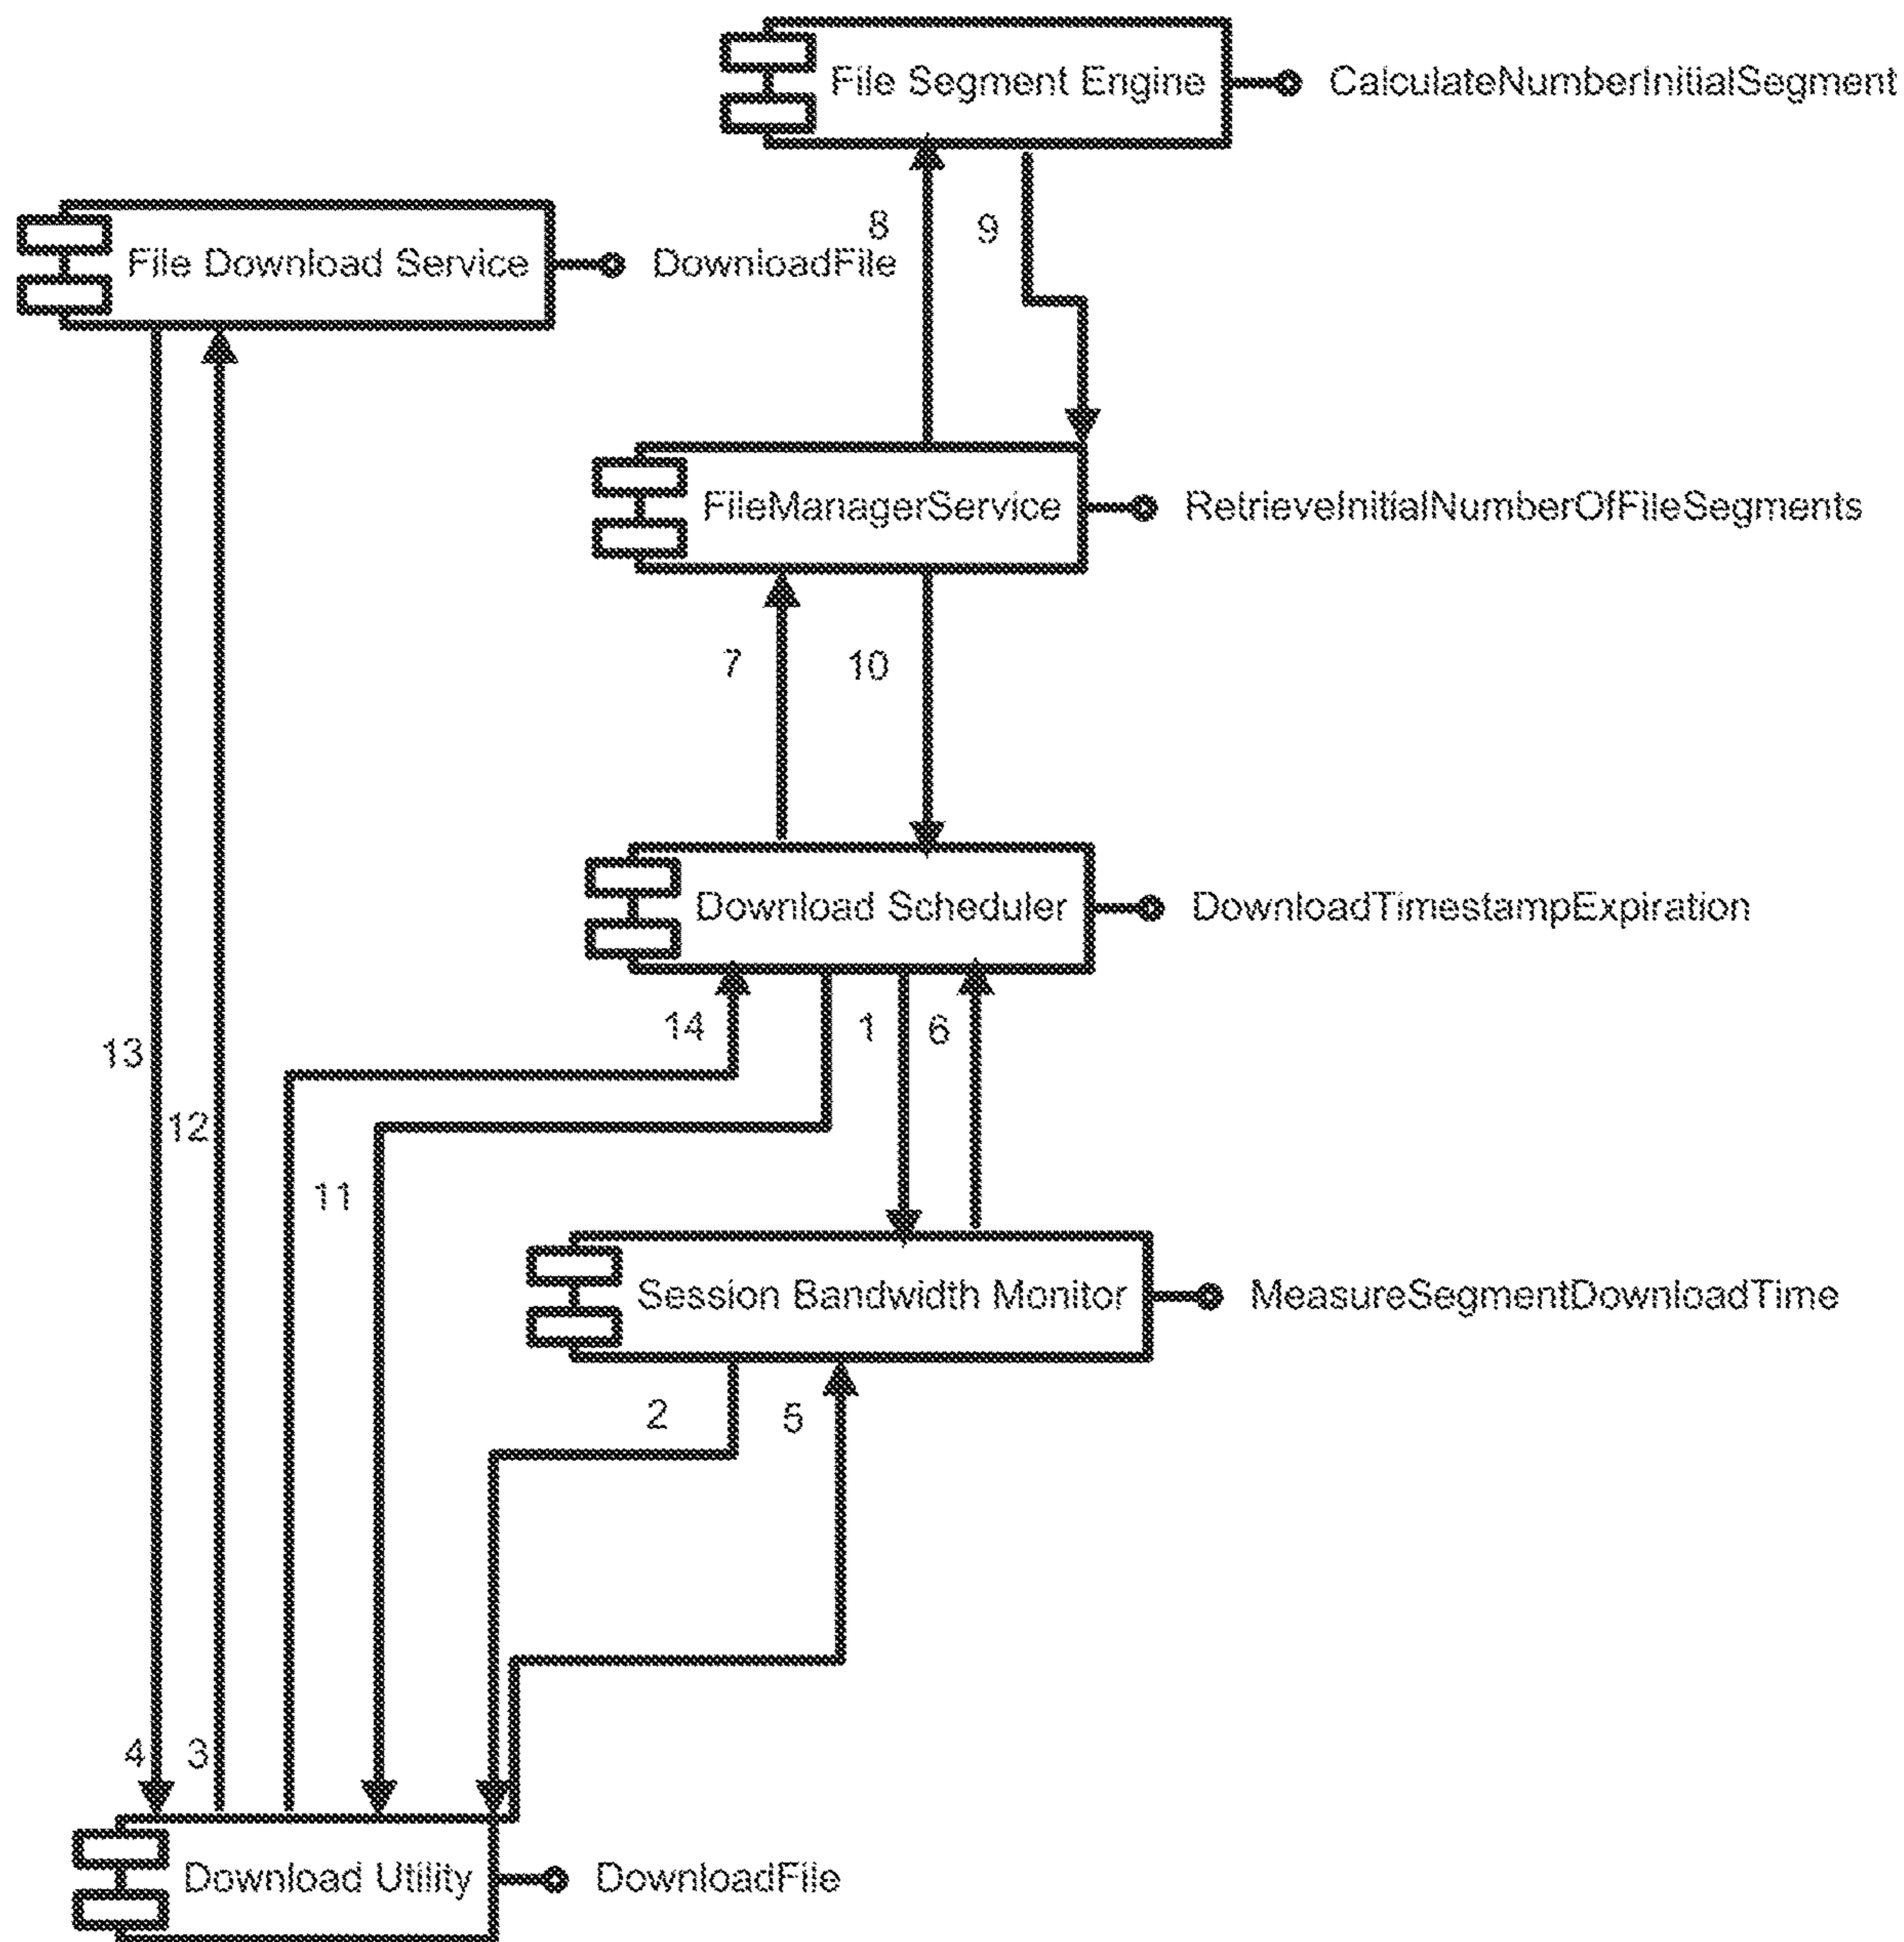 File Segment Engine
CalculateNumberInitialSegment
8
9
File Download Service
DownloadFile
FileManagerService
RetrieveInitialNumberOfFileSegments
7
10
Download Scheduler
DownloadTimestampExpiration
14
1
6
13
12
11
Session Bandwidth Monitor
MeasureSegmentDownloadTime
2
5
4
3
Download Utility
DownloadFile